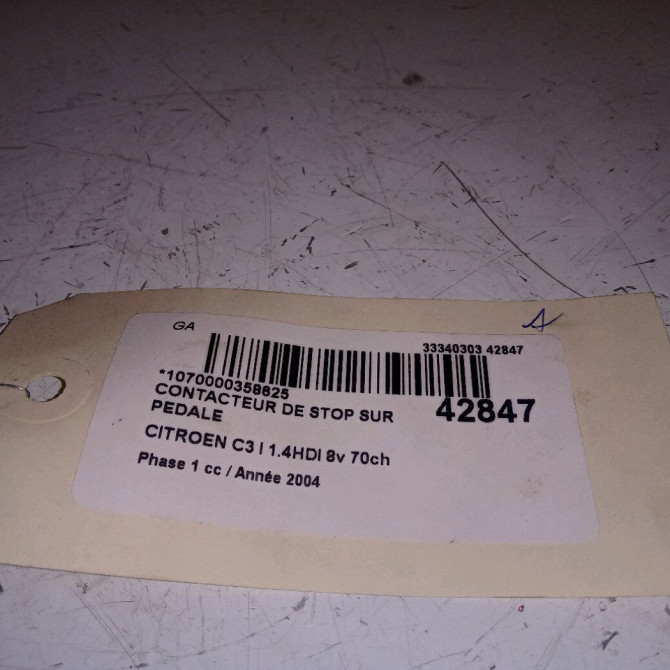 GA
33340303 42847
*1070000358625
42847
CONTACTEUR DE STOP SUR
PEDALE
CITROEN C3 I 1.4HDI 8v 70ch
Phase 1 cc / Année 2004